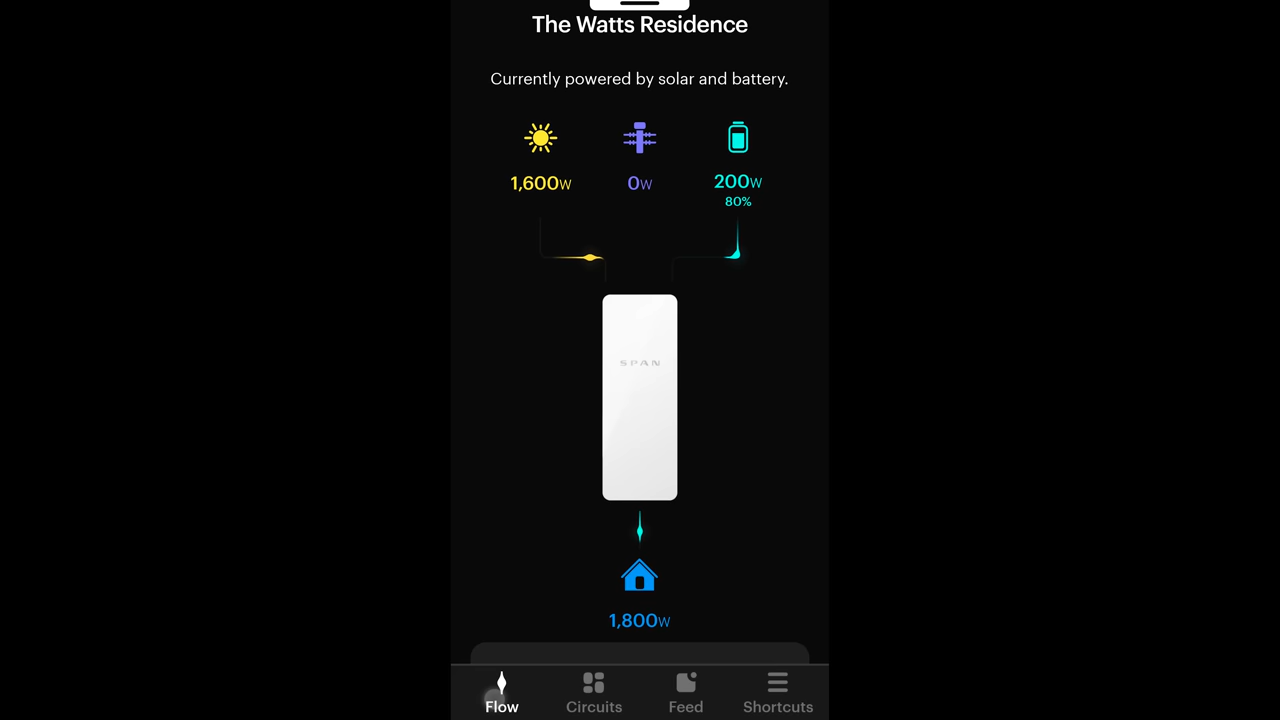 The Watts Residence
Currently powered by solar and battery.
1,600W 0W 200W
80%
SPAN
1,800W
Flow Circuits Feed Shortcuts